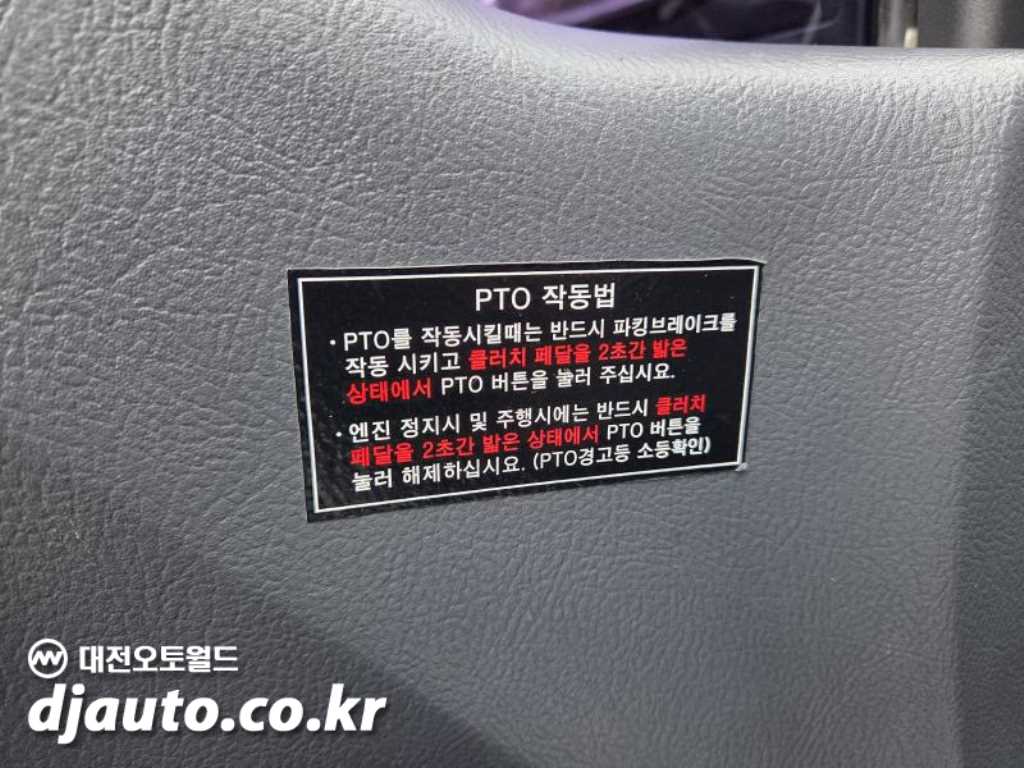 PTO 작동법
· PTO를 작동시킬때는 반드시 파킹브레이크를
작동 시키고 클러치 페달을 2초간 밟은
상태에서 PTO 버튼을 눌러 주십시요.
· 엔진 정지시 및 주행시에는 반드시 클러치
페달을 2초간 밟은 상태에서 PTO 버튼을
눌러 해제하십시요. (PTO경고등 소등확인)
대전오토월드
djauto.co.kr